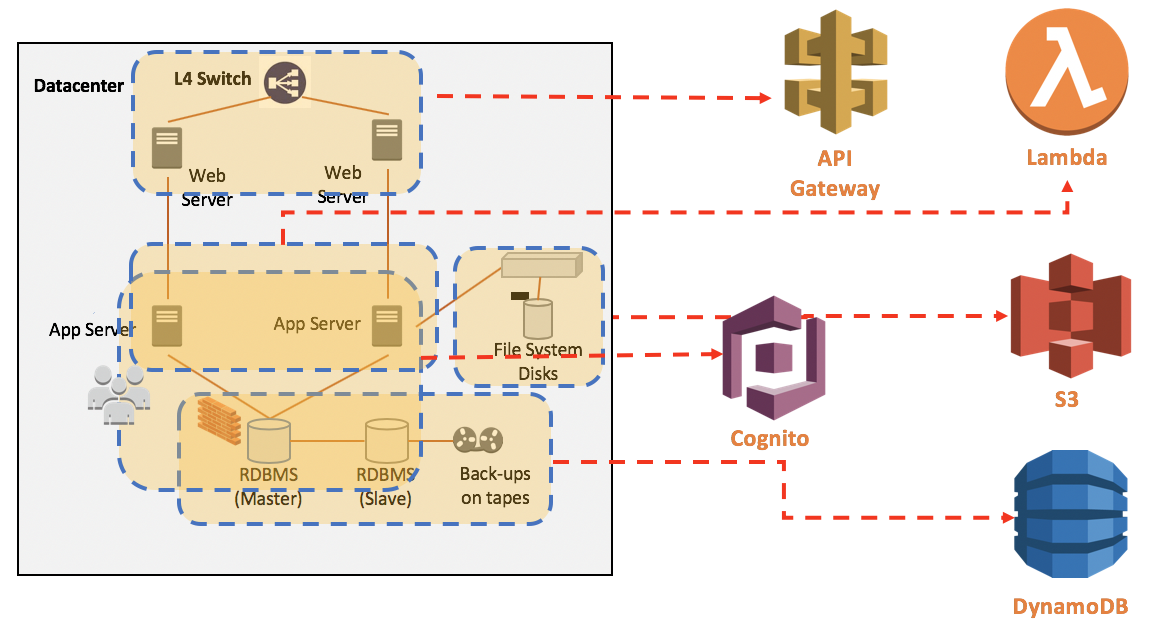 Datacenter
L4 Switch
Web
Server
Web
Server
API
Gateway
Lambda
App Server
App Server
File System
Disks
S3
Cognito
RDBMS
(Master)
RDBMS
(Slave)
Back-ups
on tapes
DynamoDB